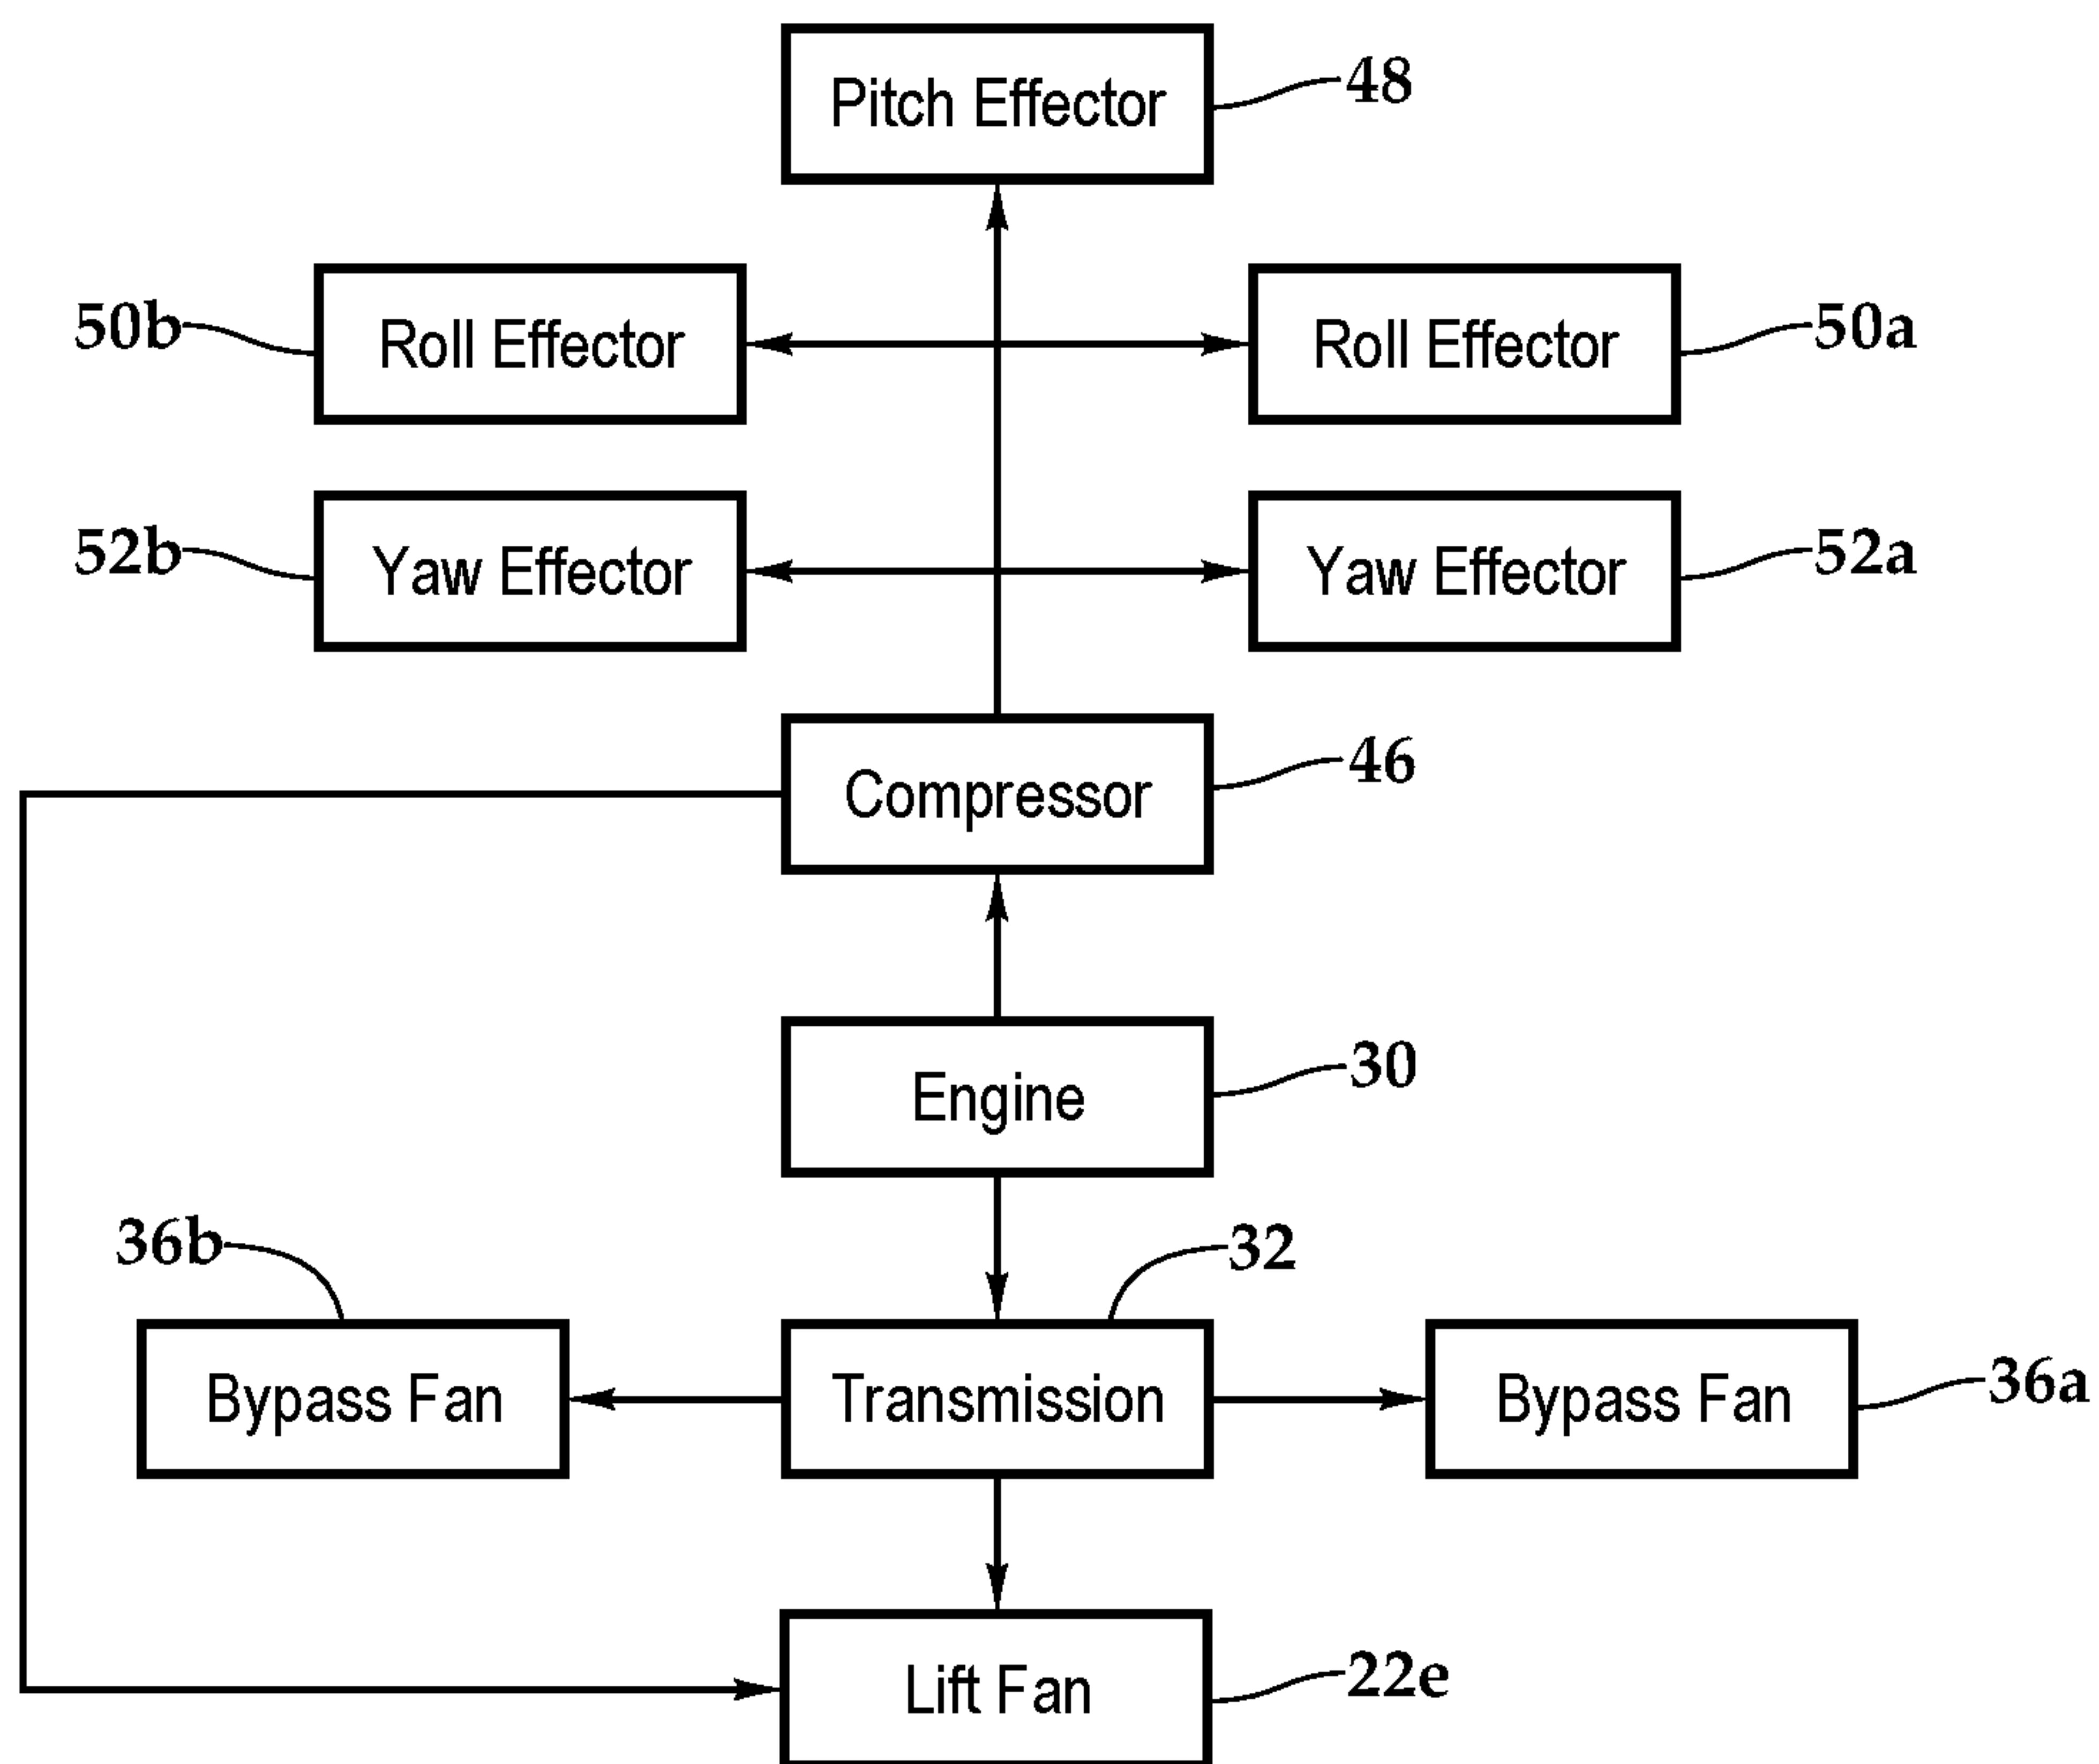 Pitch Effector
48
50b
Roll Effector
Roll Effector
50a
52b
Yaw Effector
Yaw Effector
52a
Compressor
46
Engine
30
36b
32
Bypass Fan
Transmission
Bypass Fan
36a
Lift Fan
22e